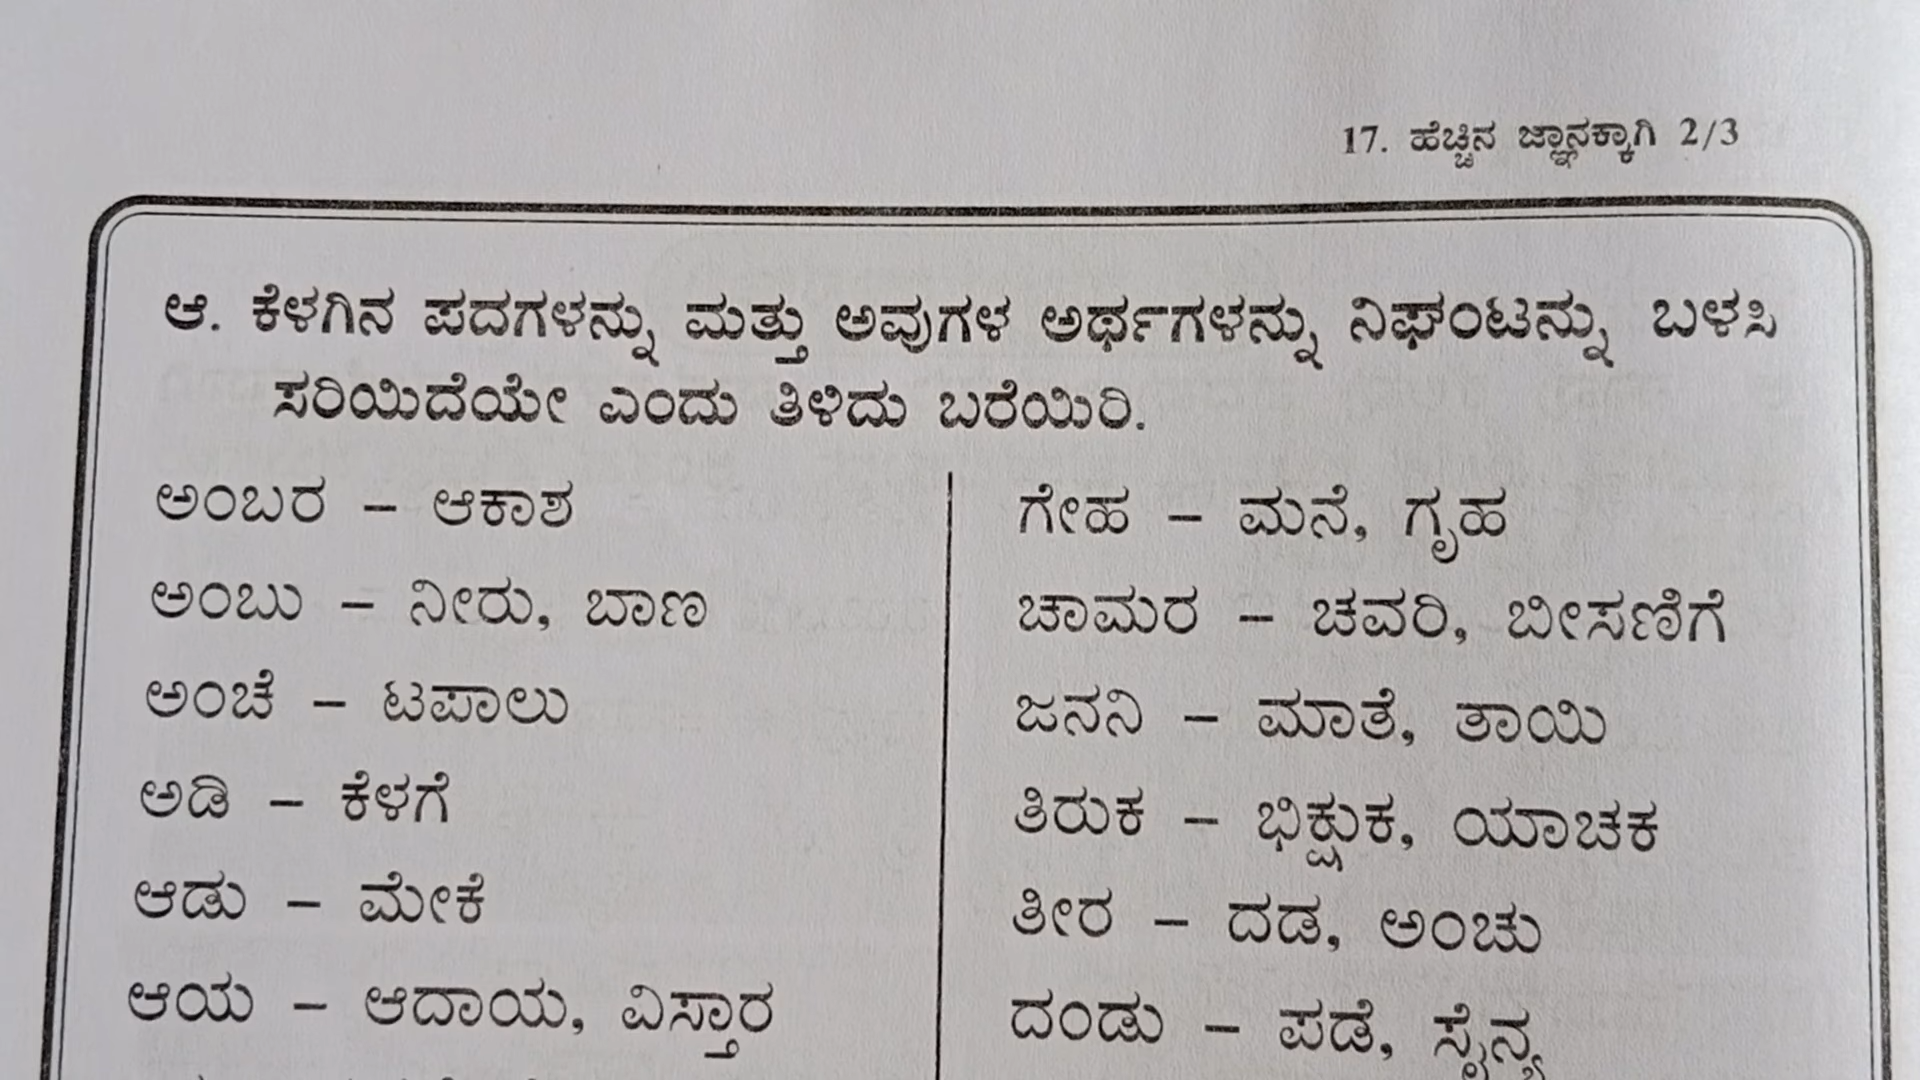 17. ಹೆಚ್ಚಿನ ಜ್ಞಾನಕ್ಕಾಗಿ 2/3
ಆ. ಕೆಳಗಿನ ಪದಗಳನ್ನು ಮತ್ತು ಅವುಗಳ ಅರ್ಥಗಳನ್ನು ನಿಘಂಟನ್ನು ಬಳಸಿ
ಸರಿಯಿದೆಯೇ ಎಂದು ತಿಳಿದು ಬರೆಯಿರಿ.
ಅಂಬರ – ಆಕಾಶ
ಅಂಬು – ನೀರು, ಬಾಣ
ಅಂಚೆ – ಟಪಾಲು
ಅಡಿ – ಕೆಳಗೆ
ಆಡು – ಮೇಕೆ
ಆಯ – ಆದಾಯ, ವಿಸ್ತಾರ
ಗೇಹ – ಮನೆ, ಗೃಹ
ಚಾಮರ – ಚವರಿ, ಬೀಸಣಿಗೆ
ಜನನಿ – ಮಾತೆ, ತಾಯಿ
ತಿರುಕ – ಭಿಕ್ಷುಕ, ಯಾಚಕ
ತೀರ – ದಡ, ಅಂಚು
ದಂಡು – ಪಡೆ, ಸೈನ್ಯ